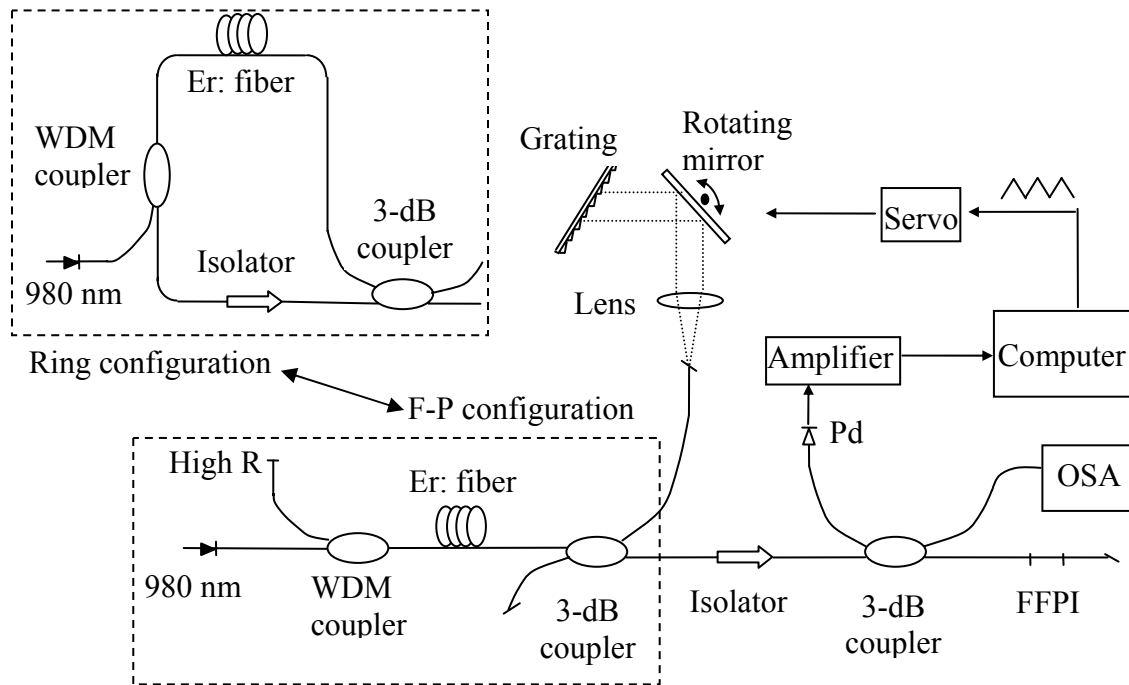 Er: fiber
WDM
coupler
3-dB
coupler
Isolator
980 nm
Ring configuration
F-P configuration
Grating
Rotating
mirror
Servo
Lens
Amplifier
Computer
Pd
OSA
High R
Er: fiber
980 nm
WDM
coupler
3-dB
coupler
Isolator
3-dB
coupler
FFPI